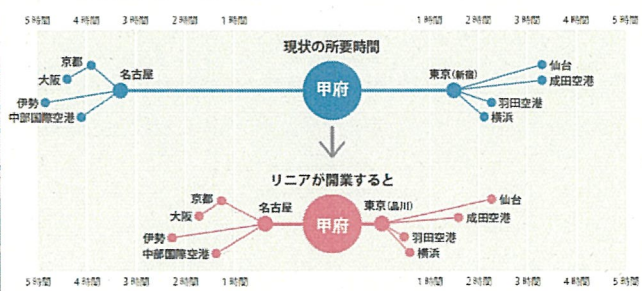 5時間 4時間 3時間 2時間 1時間 1時間 2時間 3時間 4時間 5時間
現状の所要時間
京都
大阪
名古屋
伊勢
中部国際空港
甲府
東京(新宿)
仙台
成田空港
羽田空港
横浜
リニアが開業すると
京都
大阪
名古屋
伊勢
中部国際空港
甲府
東京(品川)
仙台
成田空港
羽田空港
横浜
5時間 4時間 3時間 2時間 1時間 1時間 2時間 3時間 4時間 5時間